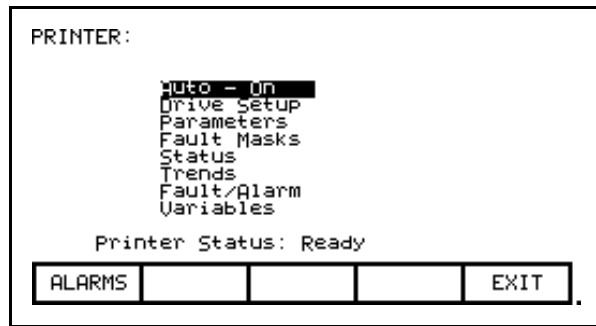 PRINTER:
Auto - On
Drive Setup
Parameters
Fault Masks
Status
Trends
Fault/Alarm
Variables
Printer Status: Ready
ALARMS EXIT